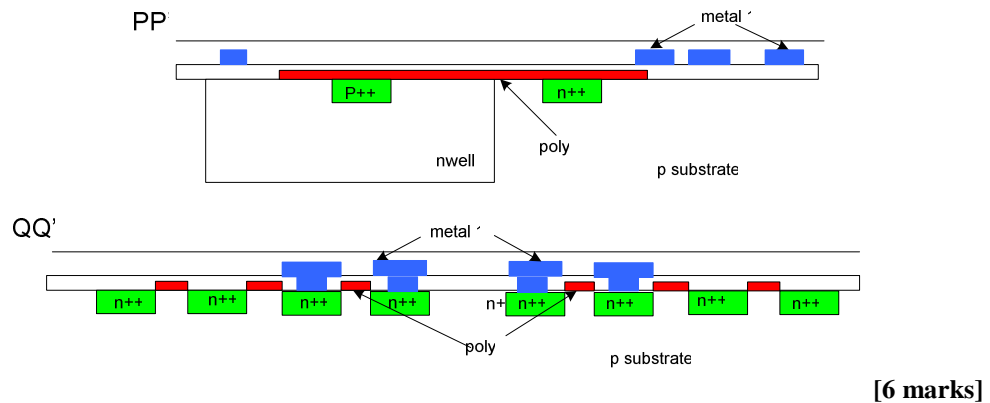 PP'
metal 1
P++ n++
poly
nwell
p substrate
QQ'
metal 1
n++ n++ n++ n++ n+ n++ n++ n++ n++
poly
p substrate
[6 marks]